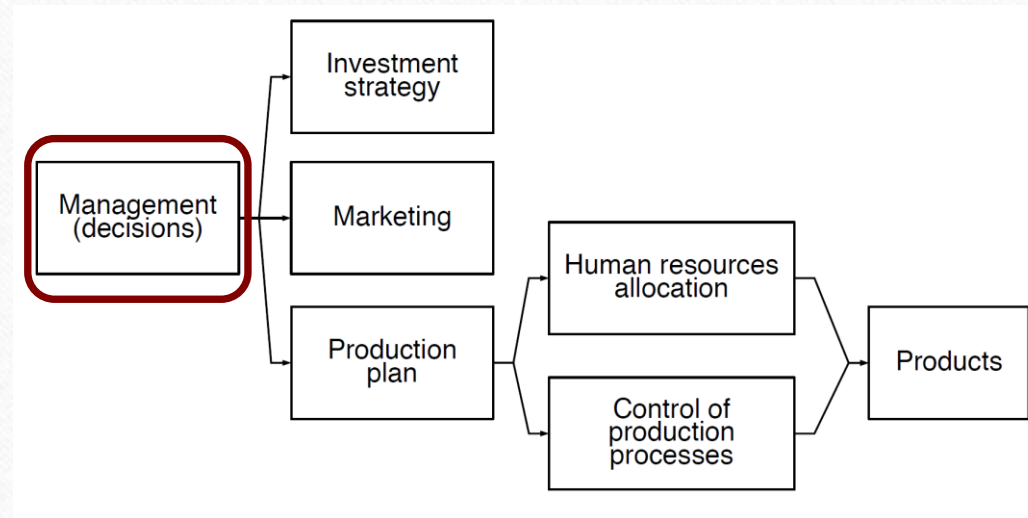 Investment
strategy
Management
(decisions)
Marketing
Production
plan
Human resources
allocation
Control of
production
processes
Products